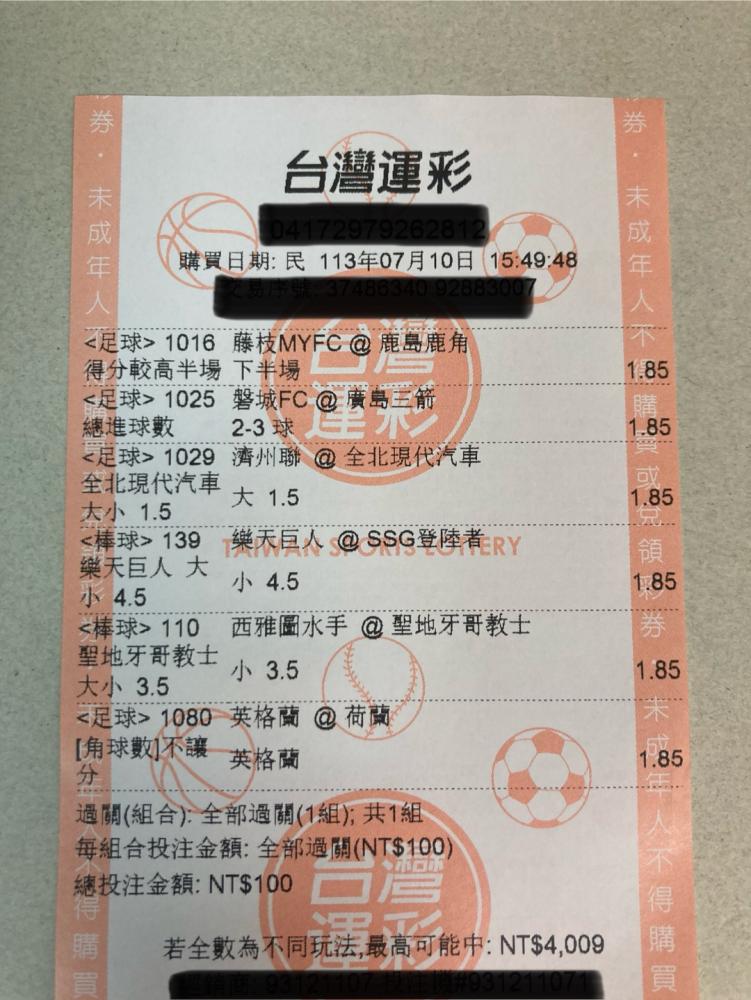 台灣運彩
購買日期: 民 113年07月10日 15:49:48
<足球> 1016 藤枝MYFC @ 鹿島鹿角
得分較高半場 下半場 1.85
<足球> 1025 磐城FC @ 廣島三箭
總進球數 2-3 球 1.85
<足球> 1029 濟州聯 @ 全北現代汽車
全北現代汽車
大小 1.5 大 1.5 1.85
<棒球> 139 樂天巨人 @ SSG登陸者
樂天巨人 大
小 4.5 小 4.5 1.85
<棒球> 110 西雅圖水手 @ 聖地牙哥教士
聖地牙哥教士
大小 3.5 小 3.5 1.85
<足球> 1080 英格蘭 @ 荷蘭
[角球數]不讓
分 英格蘭 1.85
過關(組合): 全部過關(1組); 共1組
每組合投注金額: 全部過關(NT$100)
總投注金額: NT$100
若全數為不同玩法,最高可能中: NT$4,009
台灣運彩
TAIWAN SPORTS LOTTERY
台灣運彩
券·未成年人不得購買或兌領彩券·未成年人不得購買